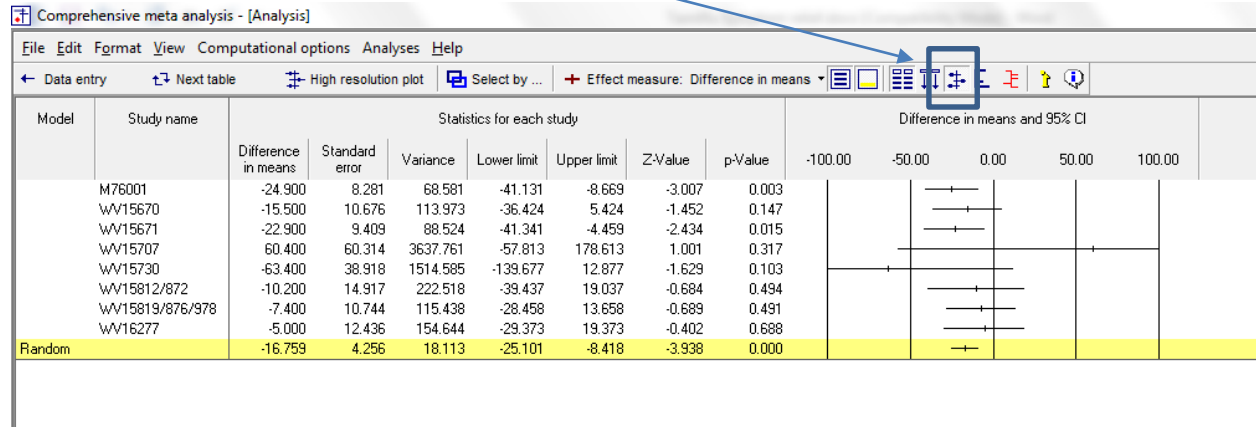 Comprehensive meta analysis - [Analysis]
File Edit Format View Computational options Analyses Help
← Data entry Next table High resolution plot Select by ... + Effect measure: Difference in means
Model Study name Statistics for each study Difference in means and 95% CI
Difference in means Standard error Variance Lower limit Upper limit Z-Value p-Value -100.00 -50.00 0.00 50.00 100.00
M76001 -24.900 8.281 68.581 -41.131 -8.669 -3.007 0.003
WV15670 -15.500 10.676 113.973 -36.424 5.424 -1.452 0.147
WV15671 -22.900 9.409 88.524 -41.341 -4.459 -2.434 0.015
WV15707 60.400 60.314 3637.761 -57.813 178.613 1.001 0.317
WV15730 -63.400 38.918 1514.585 -139.677 12.877 -1.629 0.103
WV15812/872 -10.200 14.917 222.518 -39.437 19.037 -0.684 0.494
WV15819/876/978 -7.400 10.744 115.438 -28.458 13.658 -0.689 0.491
WV16277 -5.000 12.436 154.644 -29.373 19.373 -0.402 0.688
Random -16.759 4.256 18.113 -25.101 -8.418 -3.938 0.000